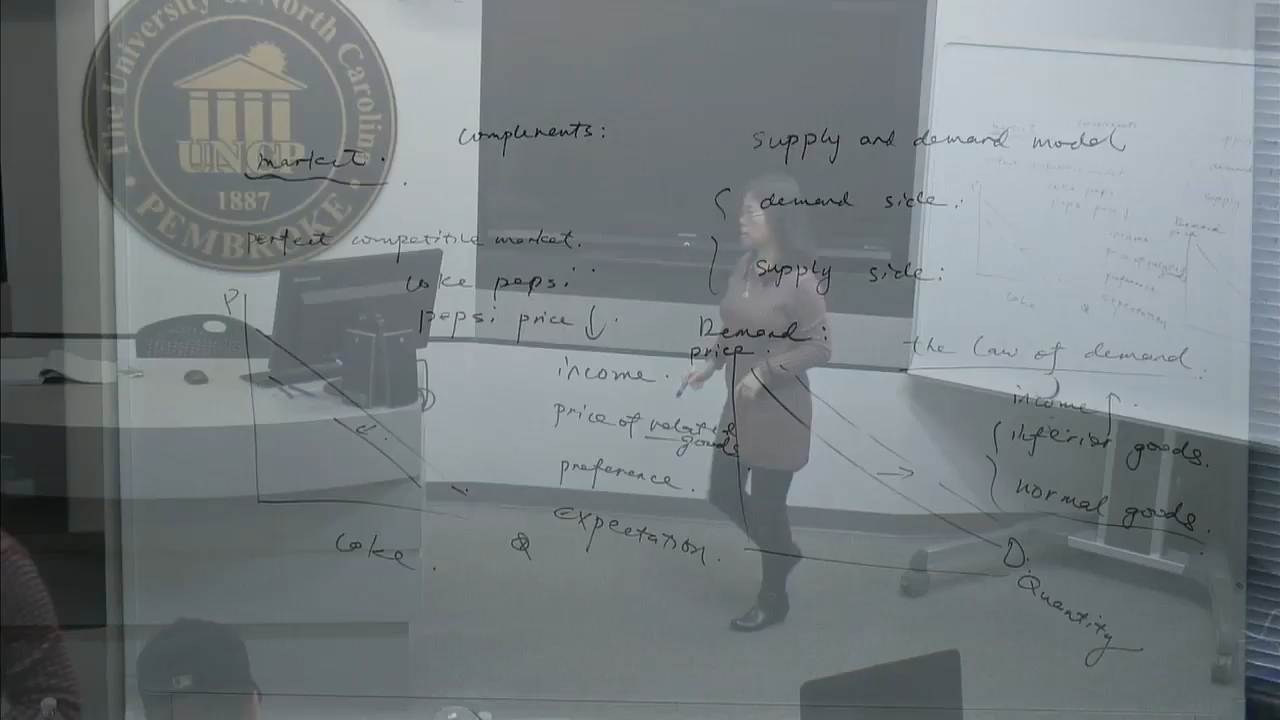 The University of North Carolina
UNCP
1887
PEMBROKE
market.
perfect competitive market.
complements:
coke pepsi
pepsi price ↓.
P
D
coke.
Q
income.
price of related
goods
preference.
expectation.
supply and demand model
demand side:
supply side:
Demand:
price.
the law of demand.
income ↑.
inferior goods.
normal goods.
D.
Quantity